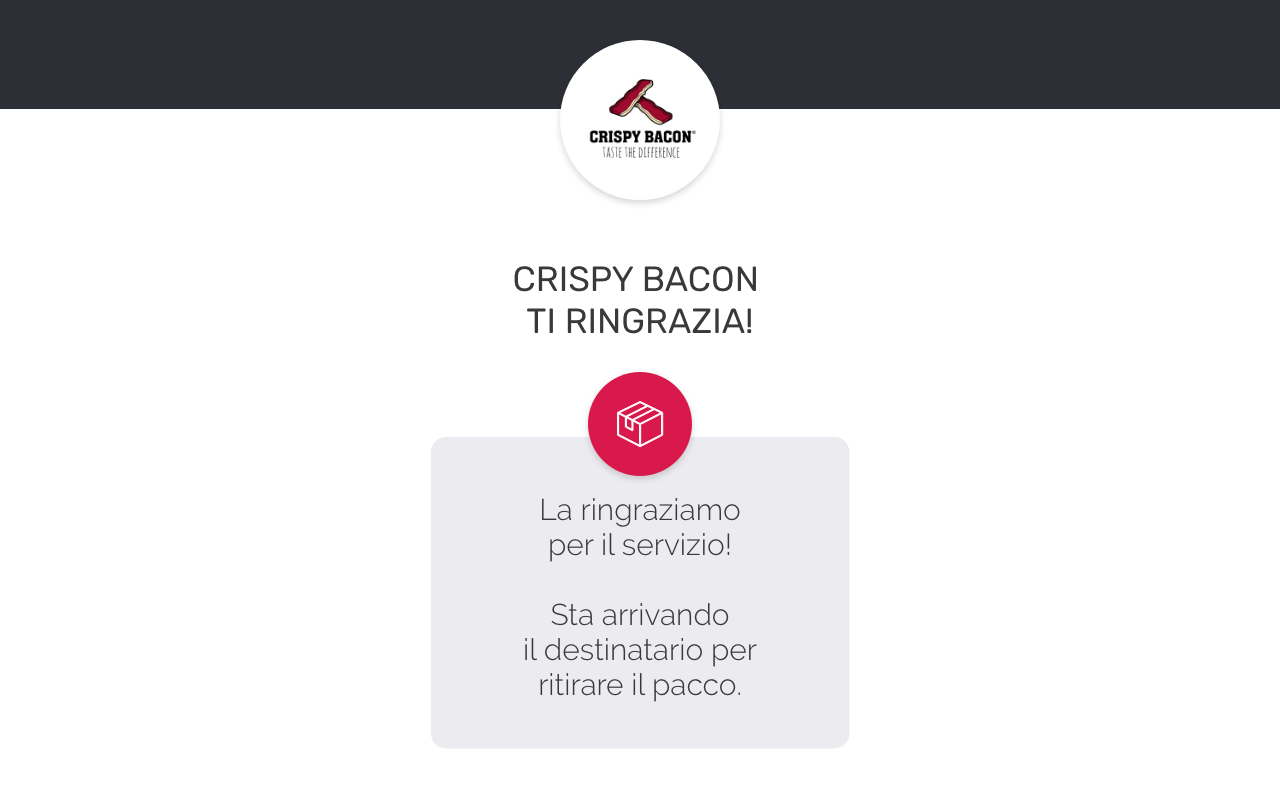 CRISPY BACON®
TASTE THE DIFFERENCE
CRISPY BACON
TI RINGRAZIA!
La ringraziamo
per il servizio!
Sta arrivando
il destinatario per
ritirare il pacco.